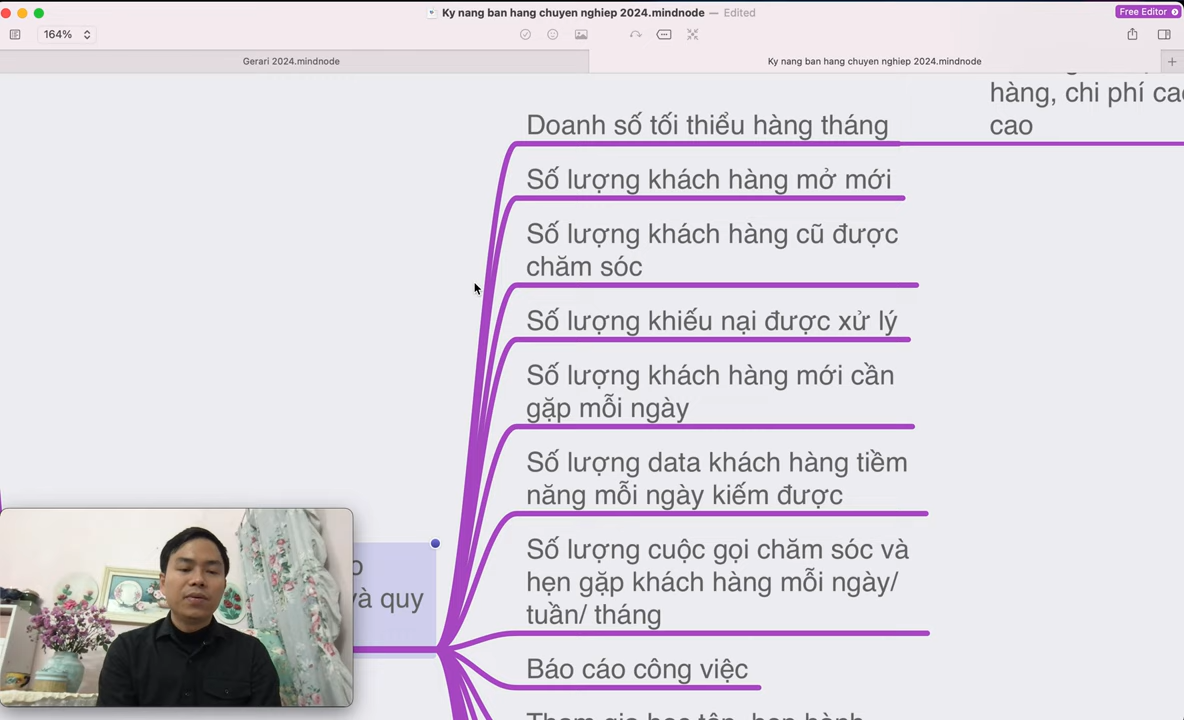 Ky nang ban hang chuyen nghiep 2024.mindnode — Edited
Free Editor
164%
Gerari 2024.mindnode
Ky nang ban hang chuyen nghiep 2024.mindnode
hàng, chi phí
cao
Doanh số tối thiểu hàng tháng
Số lượng khách hàng mở mới
Số lượng khách hàng cũ được
chăm sóc
Số lượng khiếu nại được xử lý
Số lượng khách hàng mới cần
gặp mỗi ngày
Số lượng data khách hàng tiềm
năng mỗi ngày kiếm được
Số lượng cuộc gọi chăm sóc và
hẹn gặp khách hàng mỗi ngày/
tuần/ tháng
và quy
Báo cáo công việc